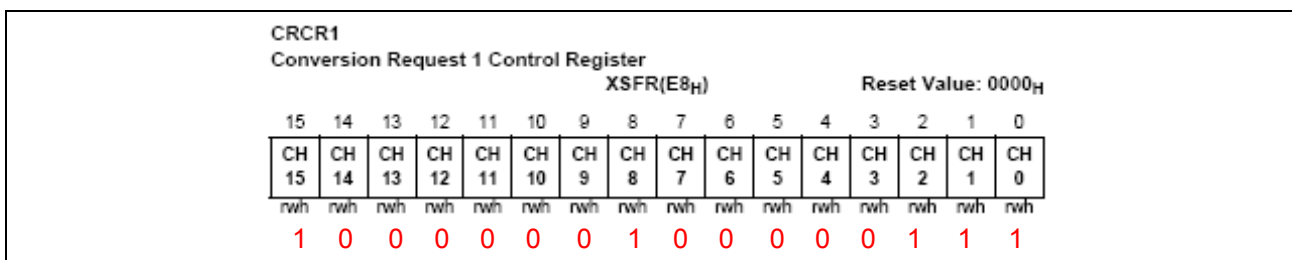 CRCR1
Conversion Request 1 Control Register
XSFR(E8H) Reset Value: 0000H
15 14 13 12 11 10 9 8 7 6 5 4 3 2 1 0
CH CH CH CH CH CH CH CH CH CH CH CH CH CH CH CH
15 14 13 12 11 10 9 8 7 6 5 4 3 2 1 0
rwh rwh rwh rwh rwh rwh rwh rwh rwh rwh rwh rwh rwh rwh rwh rwh
1 0 0 0 0 0 0 1 0 0 0 0 0 1 1 1